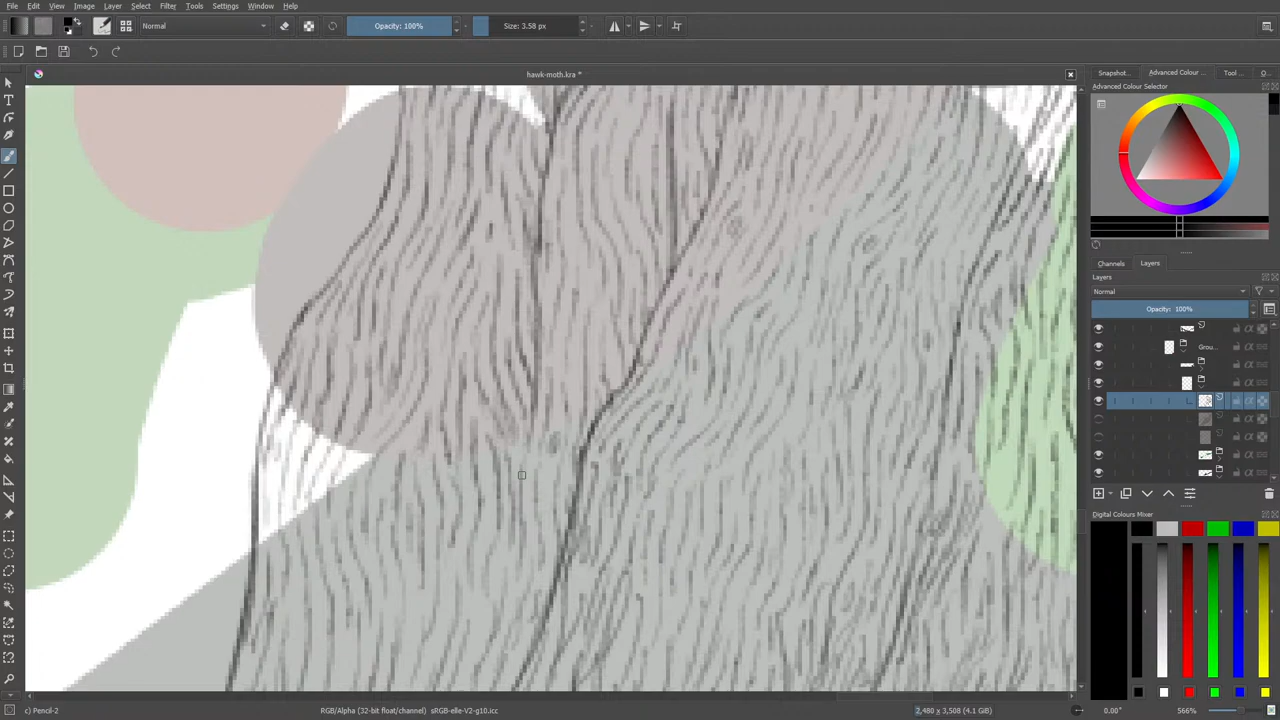 File Edit View Image Layer Select Filter Tools Settings Window Help
Normal Opacity: 100% Size: 3.58 px
hawk-moth.kra *
Snapshot... Advanced Colour ... Tool ... O...
Advanced Colour Selector
Channels Layers
Layers
Normal
Opacity: 100%
Grou...
Digital Colours Mixer
c) Pencil-2 RGB/Alpha (32-bit float/channel) sRGB-elle-V2-g10.icc 2,480 x 3,508 (4.1 GiB) 0.00° 566%